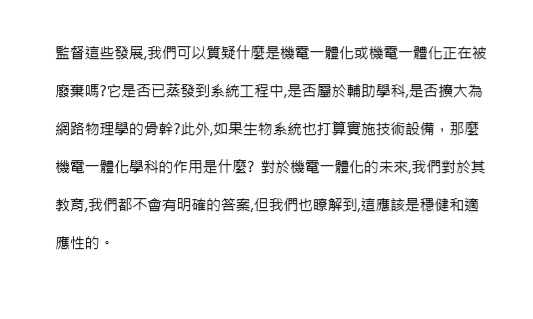 監督這些發展,我們可以質疑什麼是機電一體化或機電一體化正在被
廢棄嗎?它是否已蒸發到系統工程中,是否屬於輔助學科,是否擴大為
網路物理學的骨幹?此外,如果生物系統也打算實施技術設備，那麼
機電一體化學科的作用是什麼? 對於機電一體化的未來,我們對於其
教育,我們都不會有明確的答案,但我們也瞭解到,這應該是穩健和適
應性的。